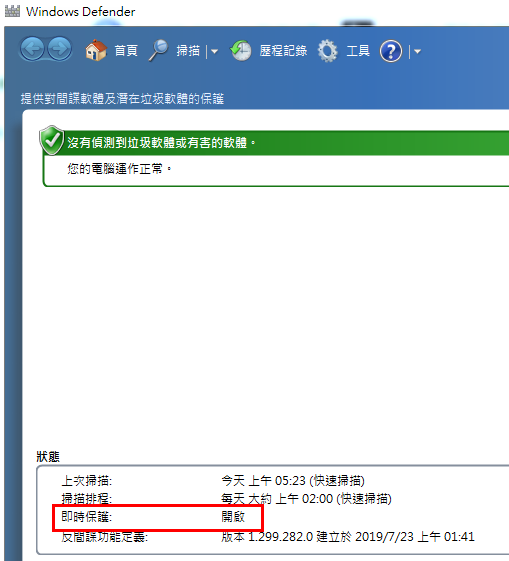 Windows Defender
首頁 掃描 歷程記錄 工具 ?
提供對間諜軟體及潛在垃圾軟體的保護
沒有偵測到垃圾軟體或有害的軟體。
您的電腦運作正常。
狀態
上次掃描: 今天 上午 05:23 (快速掃描)
掃描排程: 每天 大約 上午 02:00 (快速掃描)
即時保護: 開啟
反間諜功能定義: 版本 1.299.282.0 建立於 2019/7/23 上午 01:41